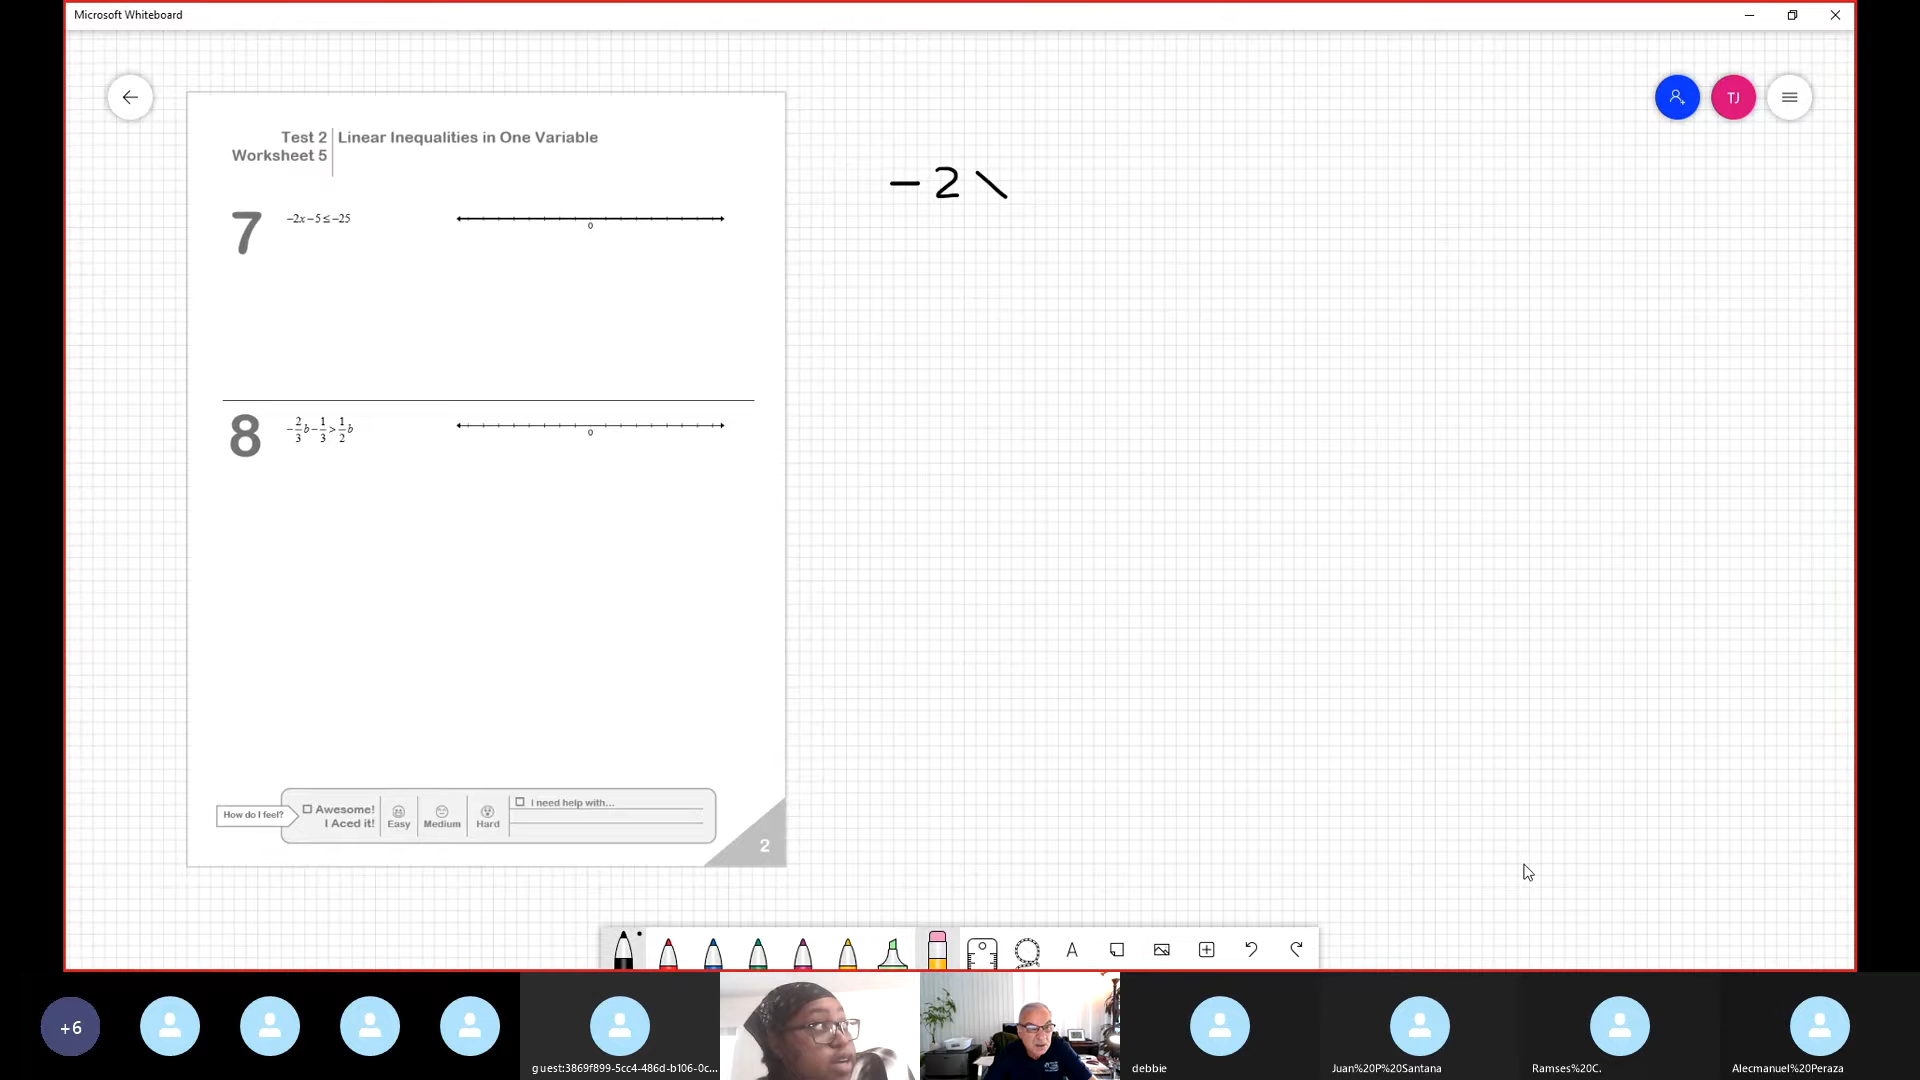 Microsoft Whiteboard
TJ
Test 2 | Linear Inequalities in One Variable
Worksheet 5
-2
7 −2x−5≤−25
0
8 −2/3b−1/3>1/2b
0
How do I feel?
Awesome!
I Aced it!
Easy
Medium
Hard
I need help with...
2
A
+6
guest:3869f899-5cc4-486d-b106-0c...
debbie
Juan%20P%20Santana
Ramses%20C.
Alecmanuel%20Peraza